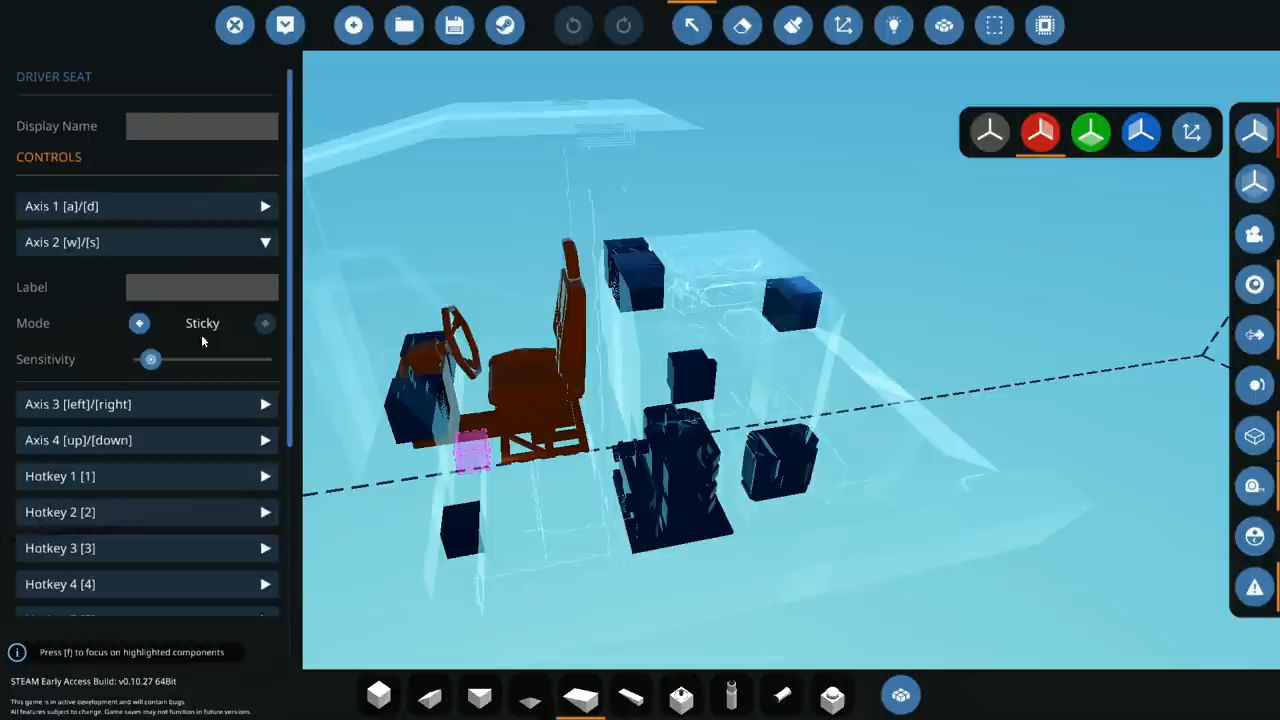 DRIVER SEAT
Display Name
CONTROLS
Axis 1 [a]/[d]
Axis 2 [w]/[s]
Label
Mode Sticky
Sensitivity
Axis 3 [left]/[right]
Axis 4 [up]/[down]
Hotkey 1 [1]
Hotkey 2 [2]
Hotkey 3 [3]
Hotkey 4 [4]
Press [f] to focus on highlighted components
STEAM Early Access Build: v0.10.27 64Bit
This game is in active development and will contain bugs.
All features subject to change. Game saves may not function in future versions.